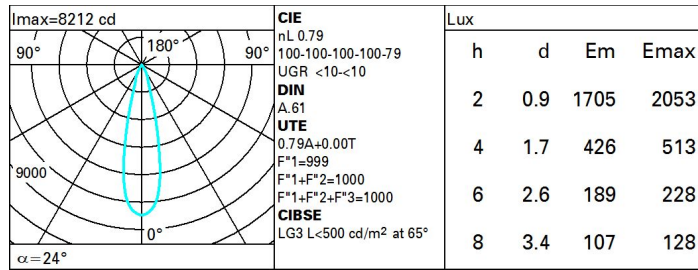 Imax=8212 cd
90°
180°
90°
9000
0°
α=24°
CIE
nL 0.79
100-100-100-100-79
UGR <10-<10
DIN
A.61
UTE
0.79A+0.00T
F"1=999
F"1+F"2=1000
F"1+F"2+F"3=1000
CIBSE
LG3 L<500 cd/m² at 65°
Lux
h d Em Emax
2 0.9 1705 2053
4 1.7 426 513
6 2.6 189 228
8 3.4 107 128